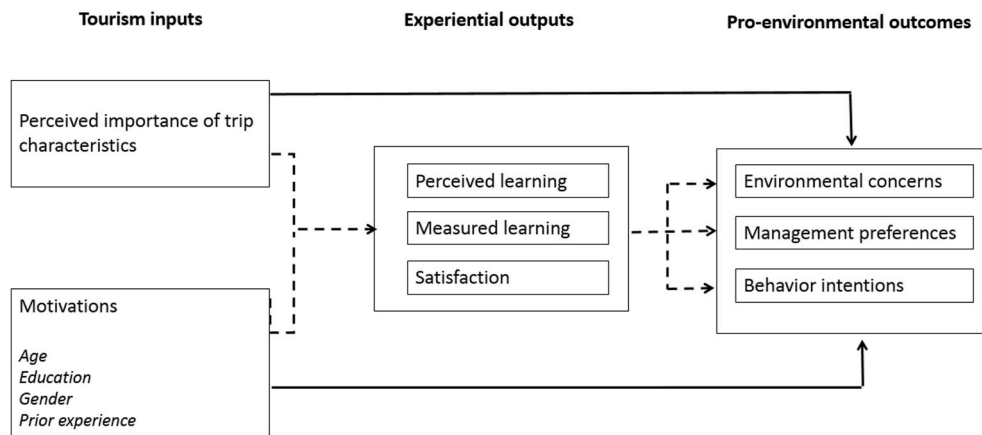 Tourism inputs
Experiential outputs
Pro-environmental outcomes
Perceived importance of trip
characteristics
Perceived learning
Measured learning
Satisfaction
Environmental concerns
Management preferences
Behavior intentions
Motivations
Age
Education
Gender
Prior experience